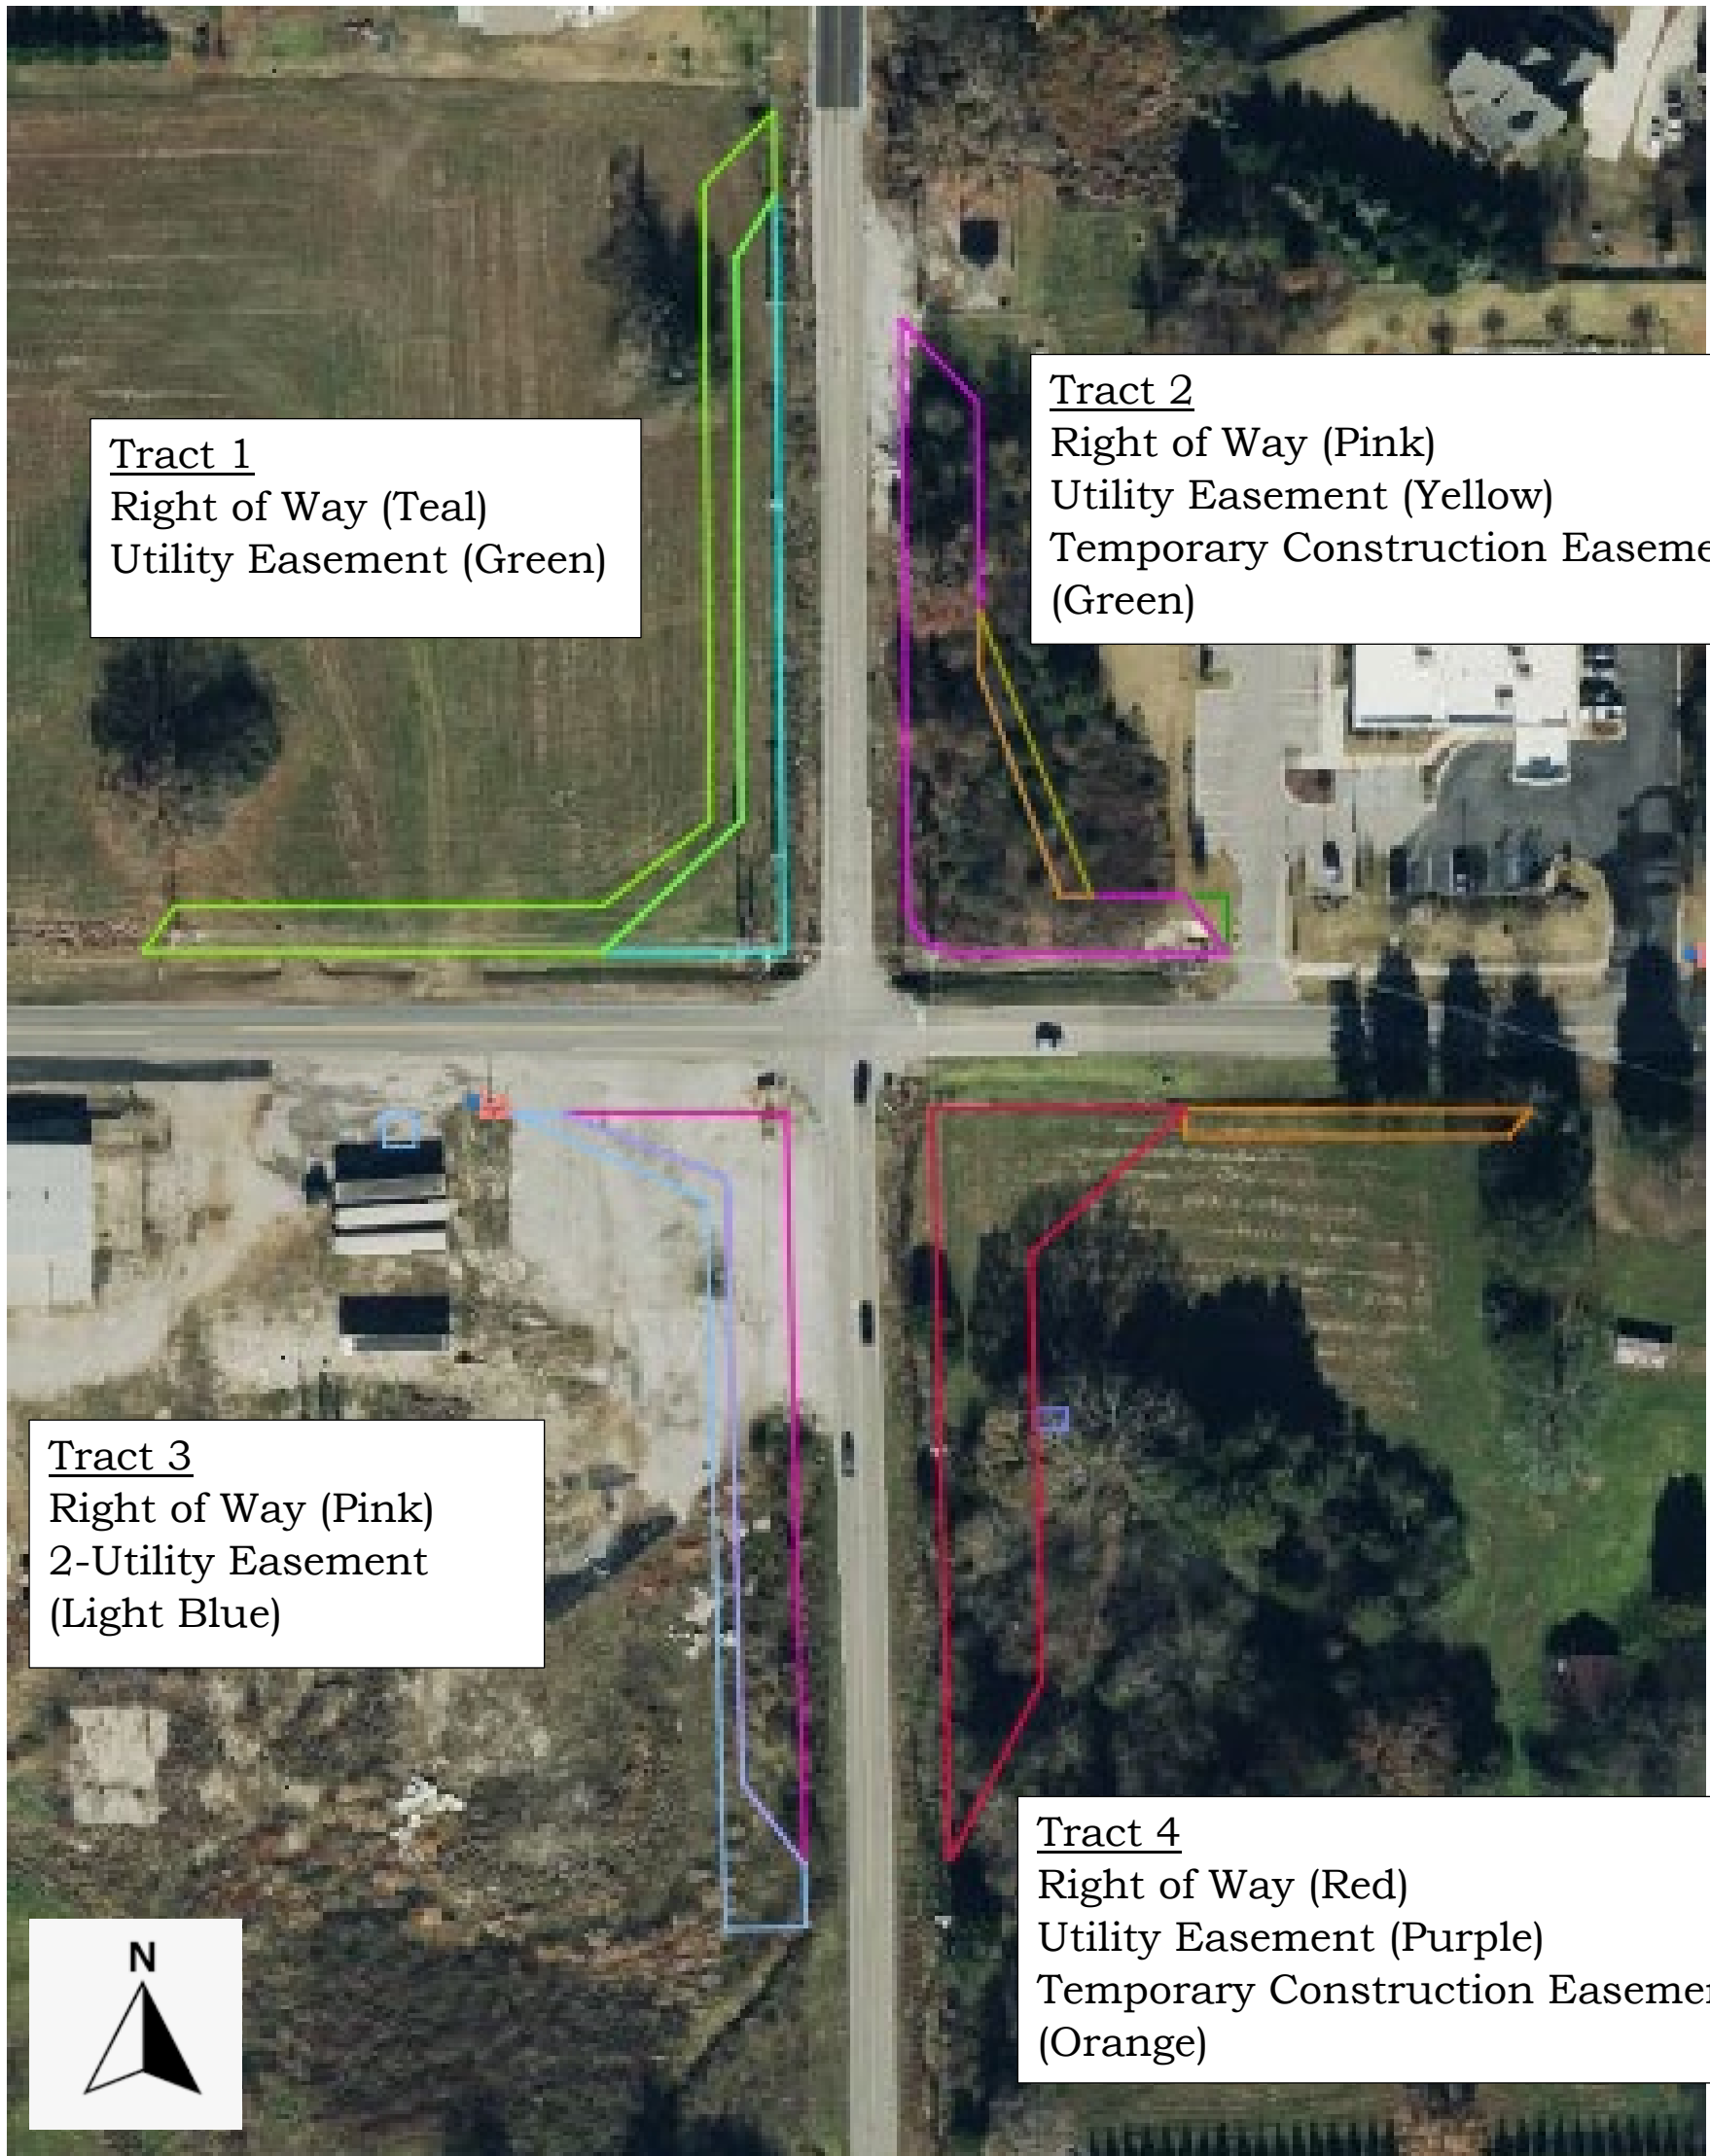 Tract 1
Right of Way (Teal)
Utility Easement (Green)
Tract 2
Right of Way (Pink)
Utility Easement (Yellow)
Temporary Construction Easeme
(Green)
Tract 3
Right of Way (Pink)
2-Utility Easement
(Light Blue)
Tract 4
Right of Way (Red)
Utility Easement (Purple)
Temporary Construction Easeme
(Orange)
N